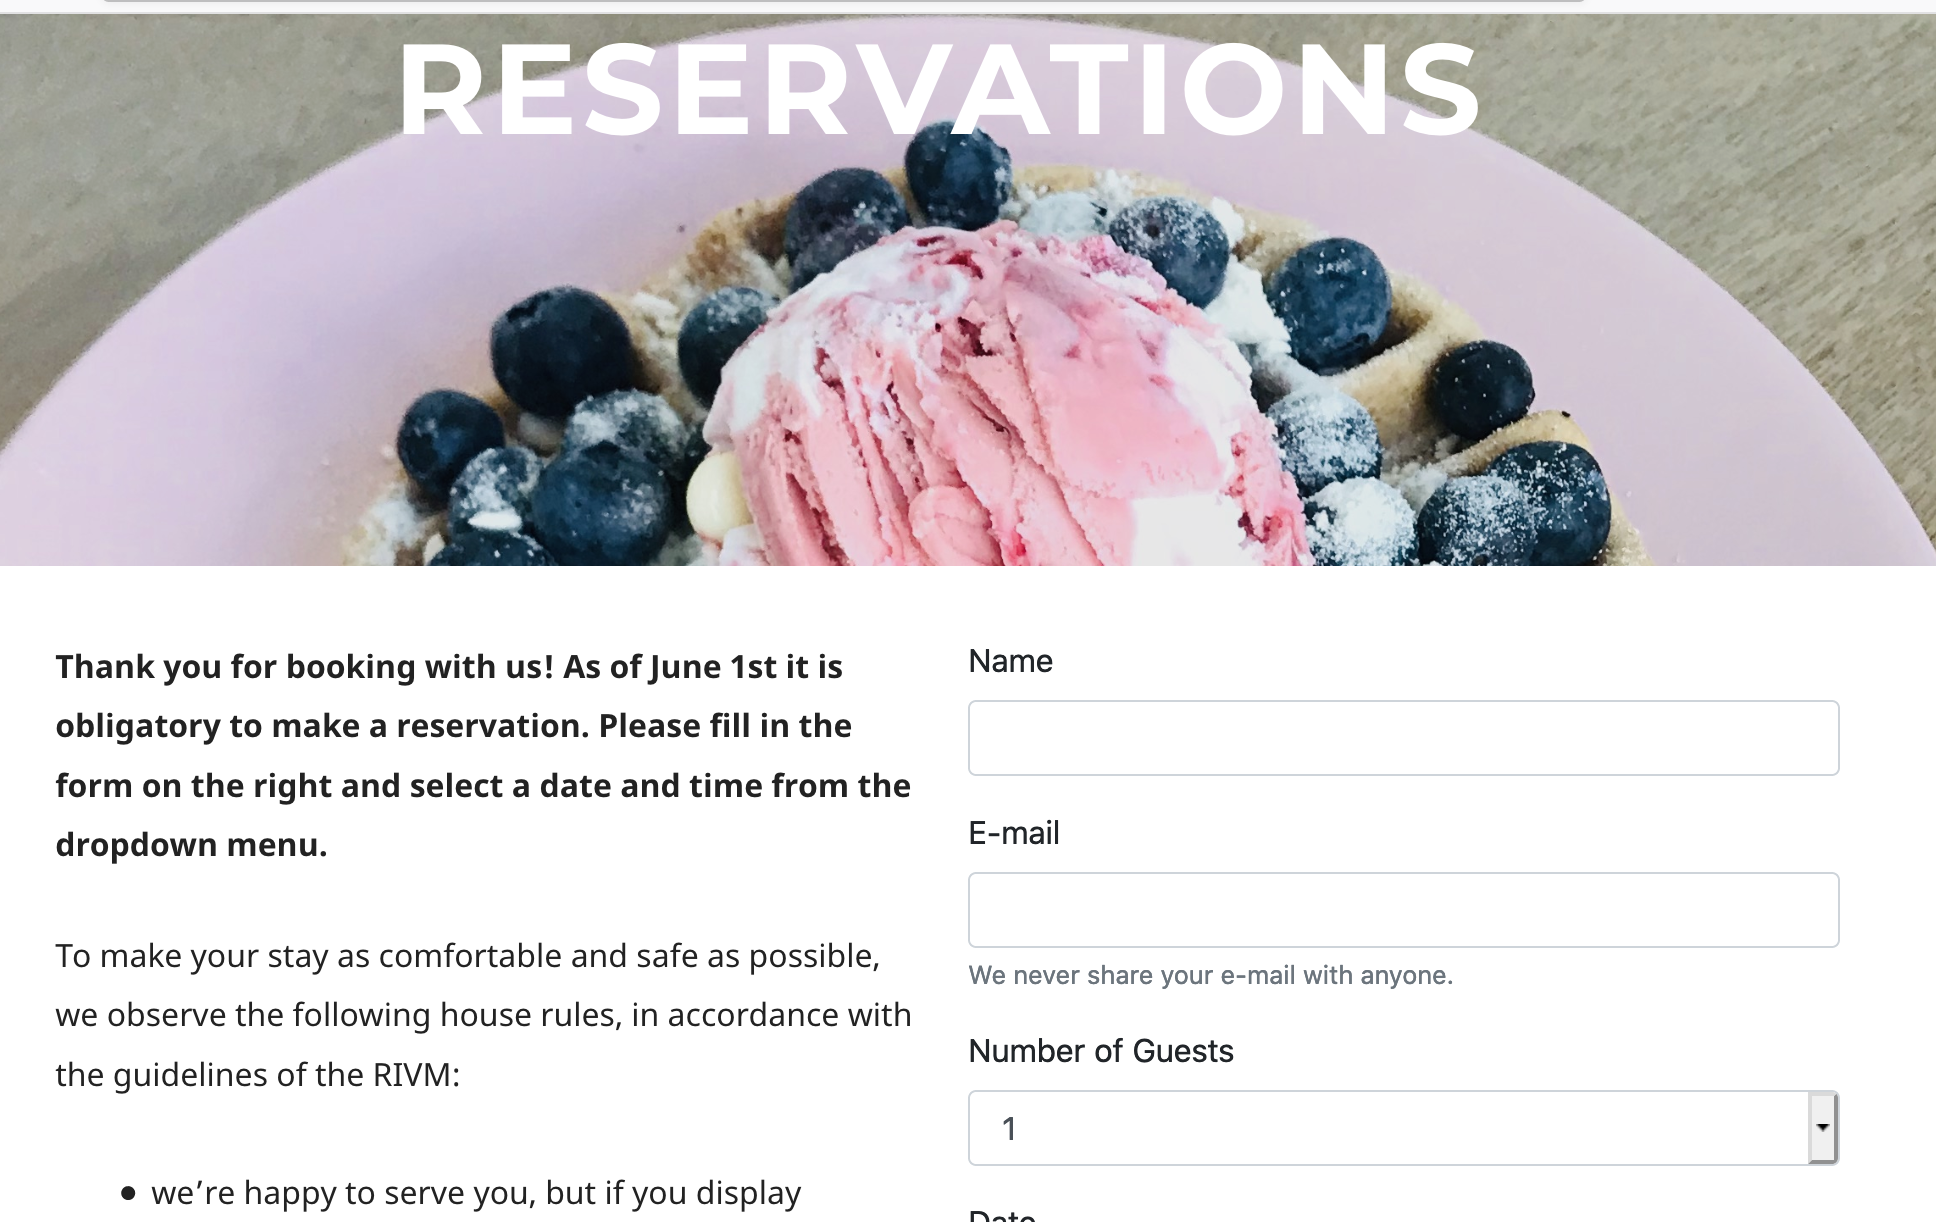 RESERVATIONS
Thank you for booking with us! As of June 1st it is
obligatory to make a reservation. Please fill in the
form on the right and select a date and time from the
dropdown menu.
To make your stay as comfortable and safe as possible,
we observe the following house rules, in accordance with
the guidelines of the RIVM:
● we’re happy to serve you, but if you display
Name
E-mail
We never share your e-mail with anyone.
Number of Guests
1
Date